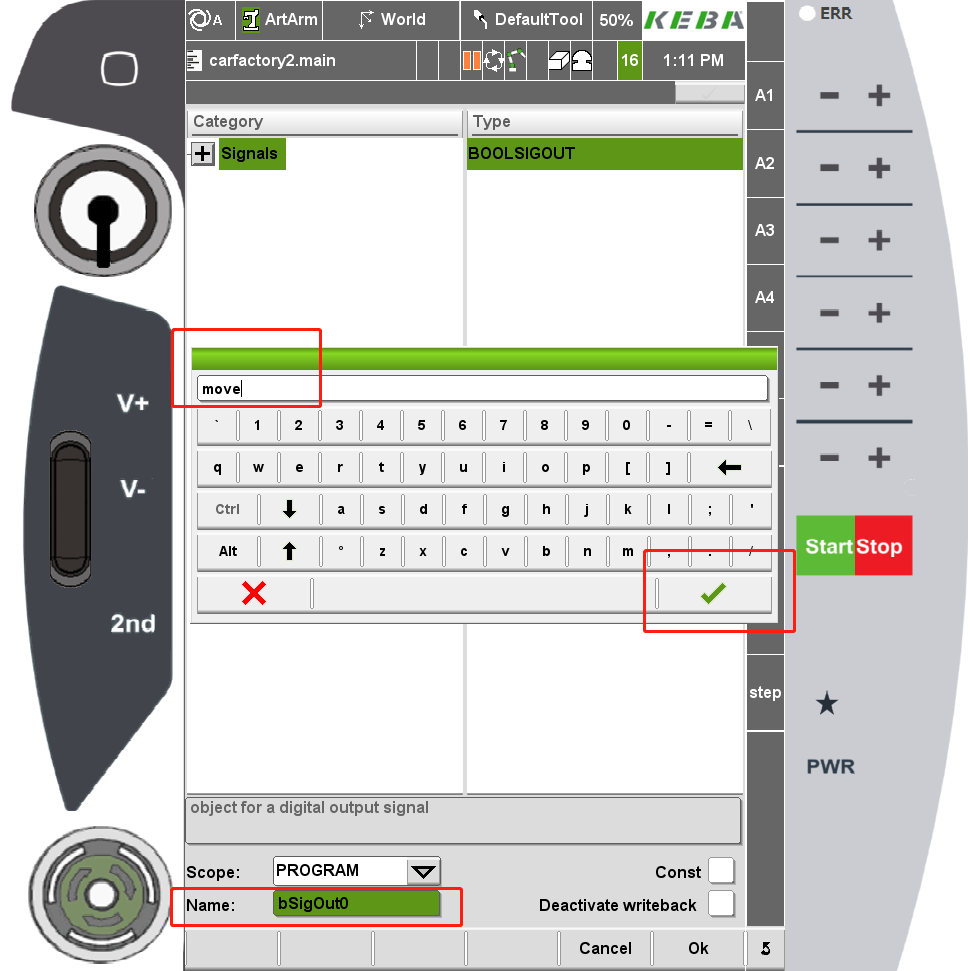 A ArtArm World DefaultTool 50% KEBA
ERR
carfactory2.main 16 1:11 PM
A1
Category Type
Signals BOOLSIGOUT
A2
A3
A4
V+
V-
2nd
move
` 1 2 3 4 5 6 7 8 9 0 - = \
q w e r t y u i o p [ ]
Ctrl a s d f g h j k l ; '
Alt ° z x c v b n m , . /
Start Stop
step
PWR
object for a digital output signal
Scope: PROGRAM Const
Name: bSigOut0 Deactivate writeback
Cancel Ok